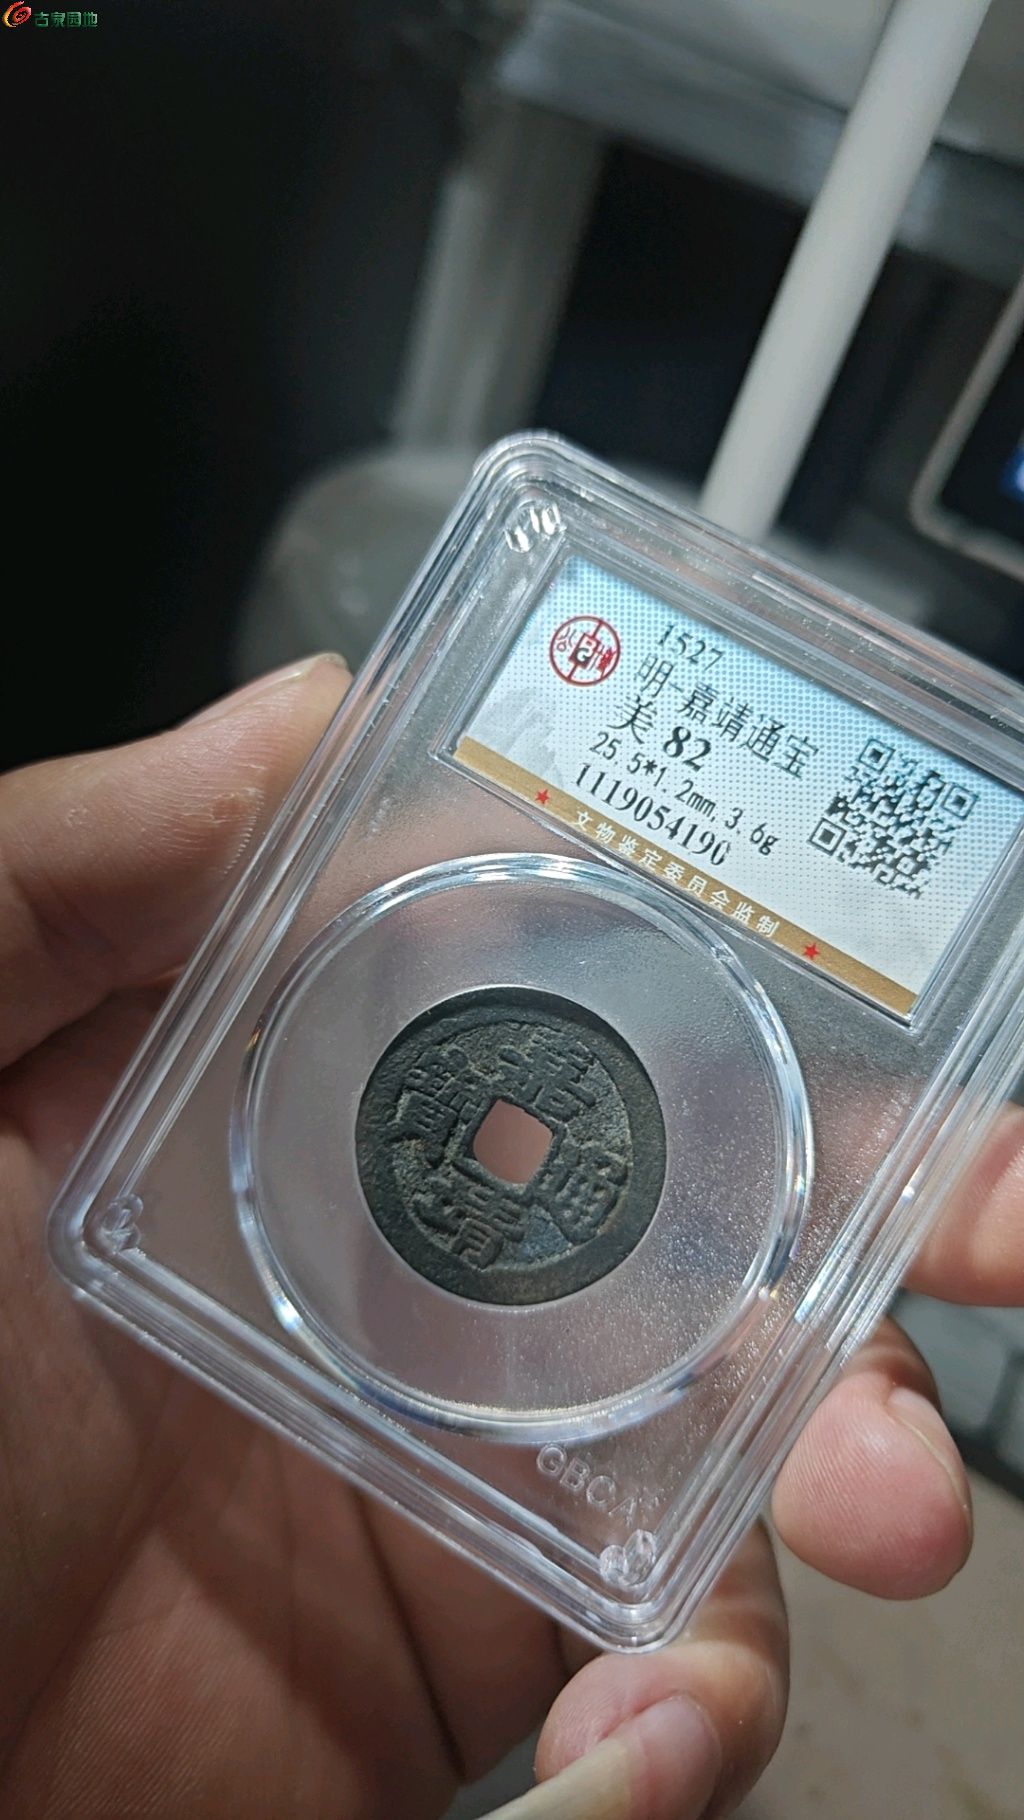 古泉园地
1527
明-嘉靖通宝
美 82
25.5*1.2mm,3.6g
1119054190
★ 文物鉴定委员会监制 ★
嘉靖通寶
GBCA